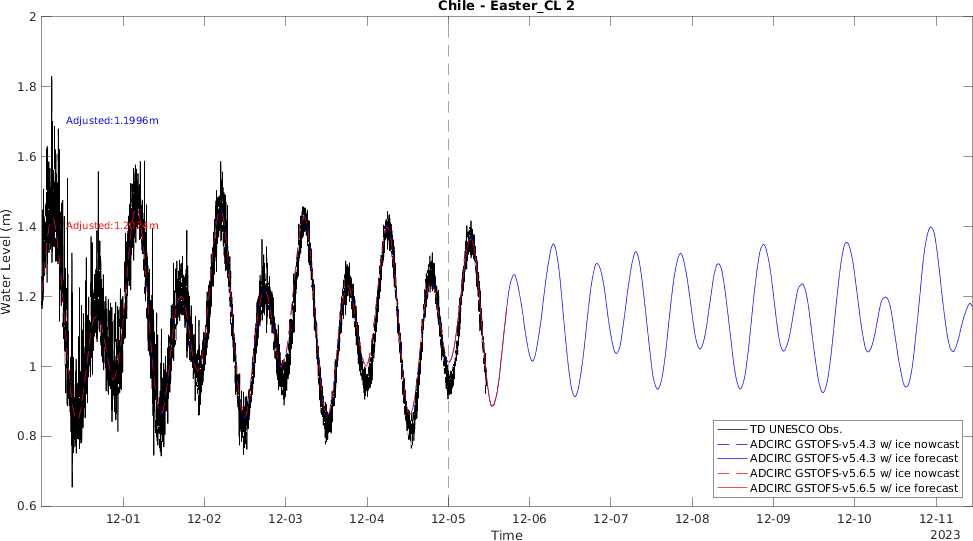 Chile - Easter_CL 2
2
1.8
1.6
1.4
1.2
1
0.8
0.6
Water Level (m)
Adjusted:1.1996m
TD UNESCO Obs.
ADCIRC GSTOFS-v5.4.3 w/ ice nowcast
ADCIRC GSTOFS-v5.4.3 w/ ice forecast
ADCIRC GSTOFS-v5.6.5 w/ ice nowcast
ADCIRC GSTOFS-v5.6.5 w/ ice forecast
12-01 12-02 12-03 12-04 12-05 12-06 12-07 12-08 12-09 12-10 12-11
Time
2023